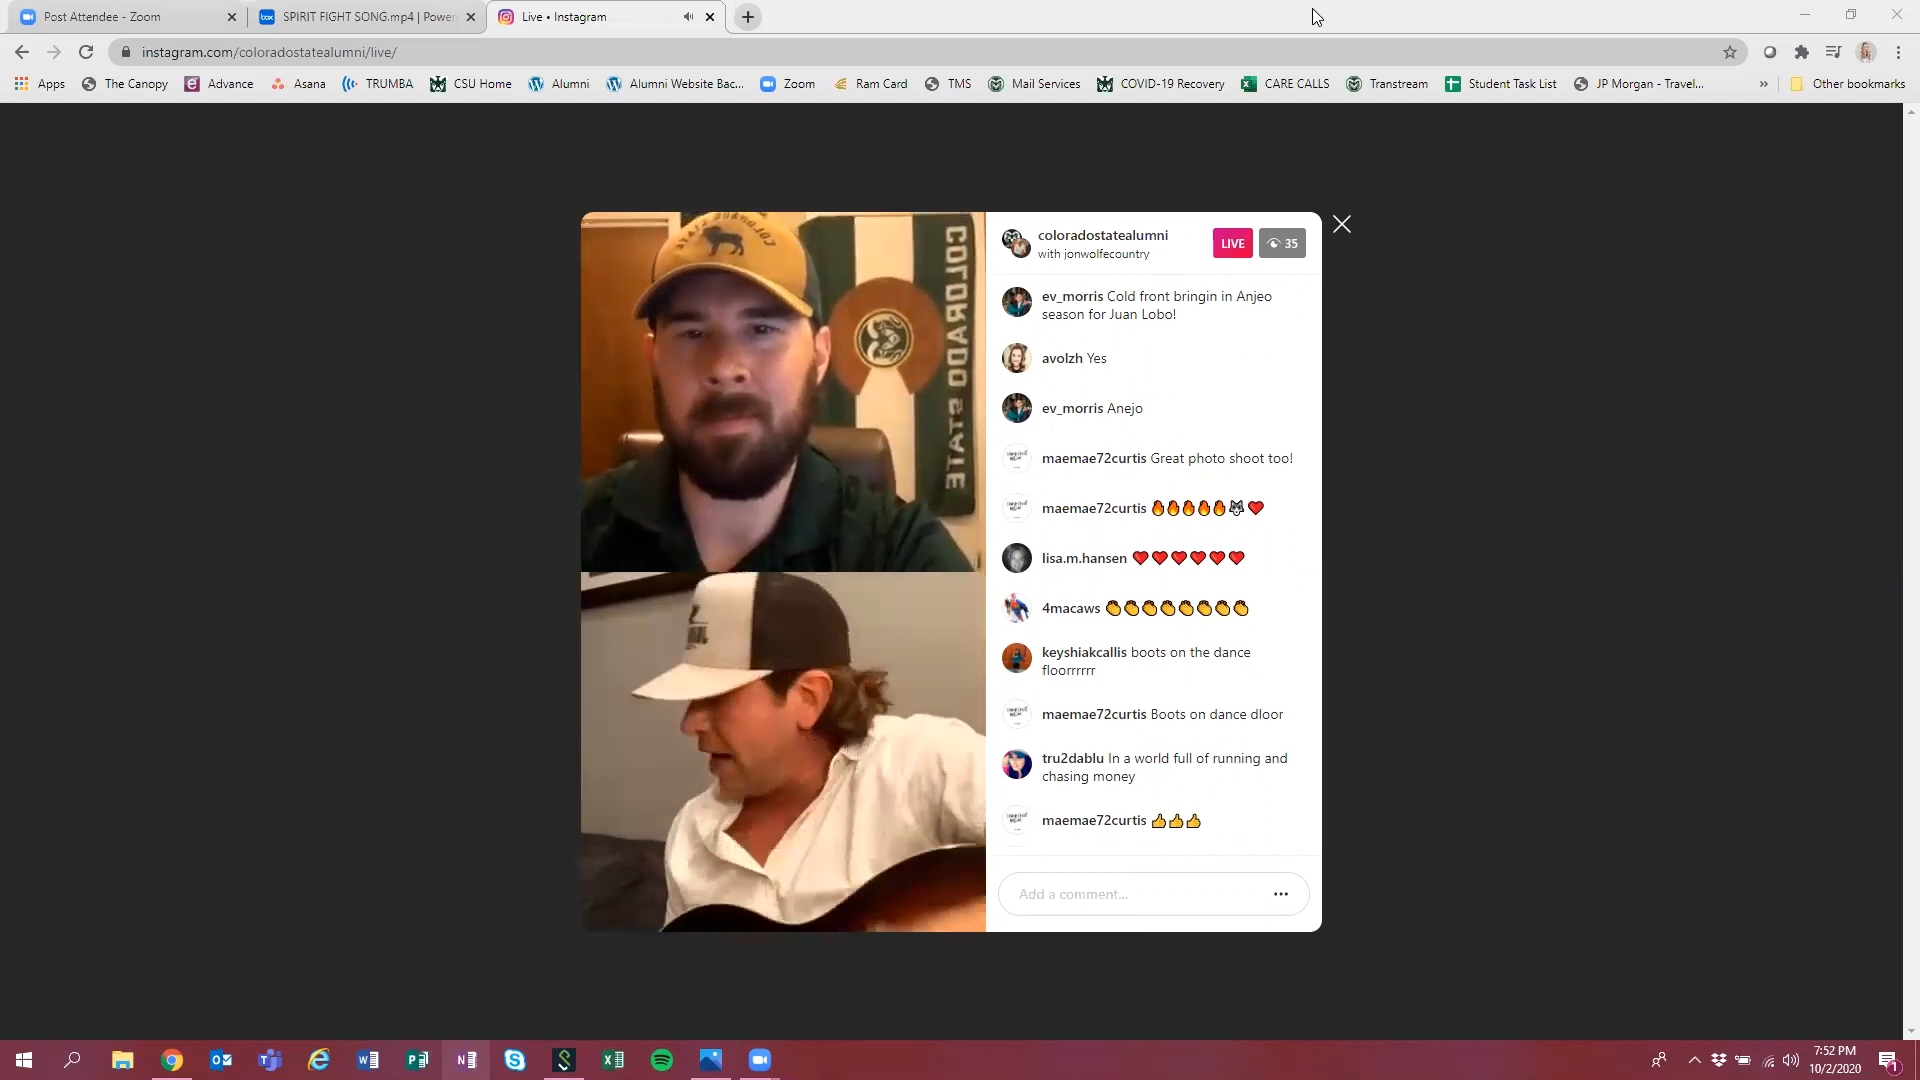 Post Attendee - Zoom
SPIRIT FIGHT SONG.mp4 | Power
Live • Instagram
instagram.com/coloradostatealumni/live/
Apps
The Canopy
Advance
Asana
TRUMBA
CSU Home
Alumni
Alumni Website Bac...
Zoom
Ram Card
TMS
Mail Services
COVID-19 Recovery
CARE CALLS
Transtream
Student Task List
JP Morgan - Travel...
»
Other bookmarks
COLORADO STATE
COLORADO STATE
coloradostatealumni
with jonwolfecountry
LIVE
35
ev_morris Cold front bringin in Anjeo
season for Juan Lobo!
avolzh Yes
ev_morris Anejo
maemae72curtis Great photo shoot too!
maemae72curtis 🔥🔥🔥🔥🔥🐺❤️
lisa.m.hansen ❤️❤️❤️❤️❤️❤️
4macaws 👏👏👏👏👏👏👏👏
keyshiakcallis boots on the dance
floorrrrrr
maemae72curtis Boots on dance dloor
tru2dablu In a world full of running and
chasing money
maemae72curtis 👍👍👍
Add a comment...
7:52 PM
10/2/2020
1